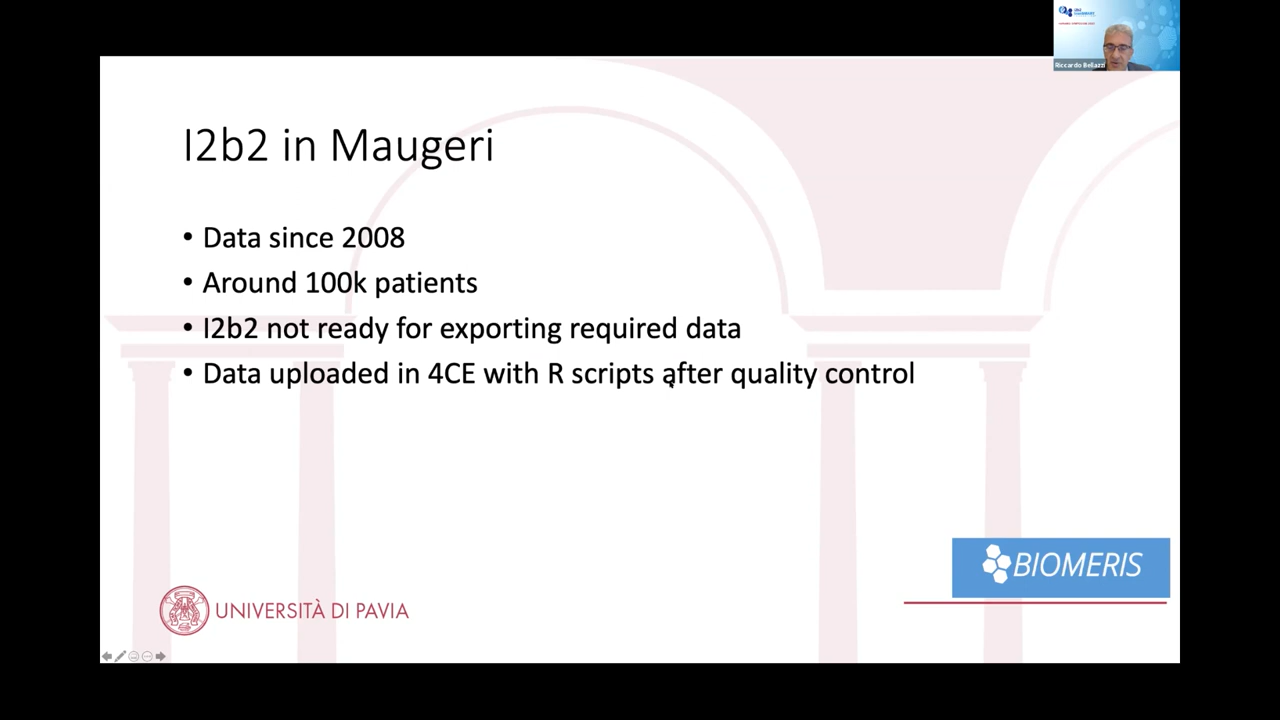 Riccardo Bellazzi
I2b2 in Maugeri
• Data since 2008
• Around 100k patients
• I2b2 not ready for exporting required data
• Data uploaded in 4CE with R scripts after quality control
BIOMERIS
UNIVERSITÀ DI PAVIA